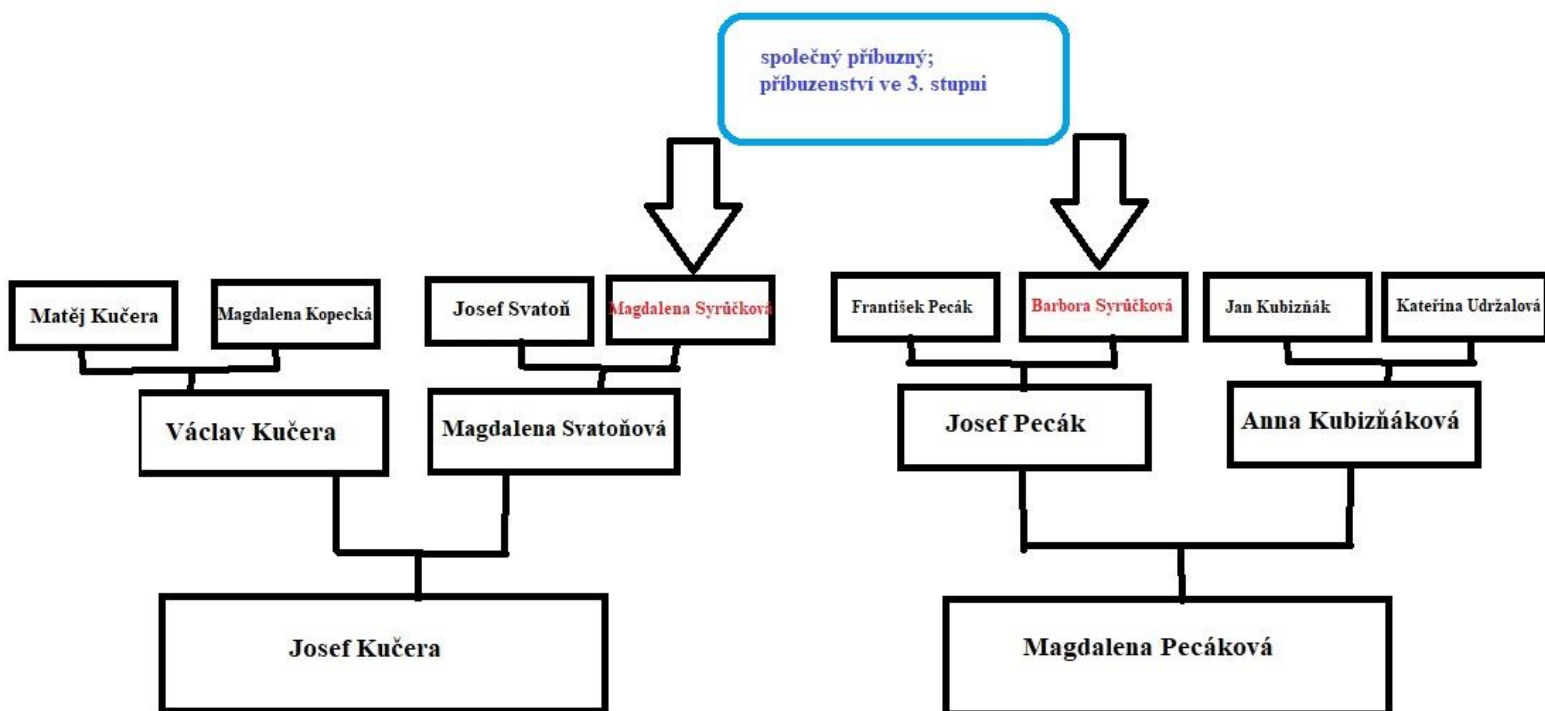 společný příbuzný;
příbuzenství ve 3. stupni
Matěj Kučera
Magdalena Kopecká
Josef Svatoň
Magdalena Syrůčková
František Pecák
Barbora Syrůčková
Jan Kubizňák
Kateřina Udržalová
Václav Kučera
Magdalena Svatoňová
Josef Pecák
Anna Kubizňáková
Josef Kučera
Magdalena Pecáková